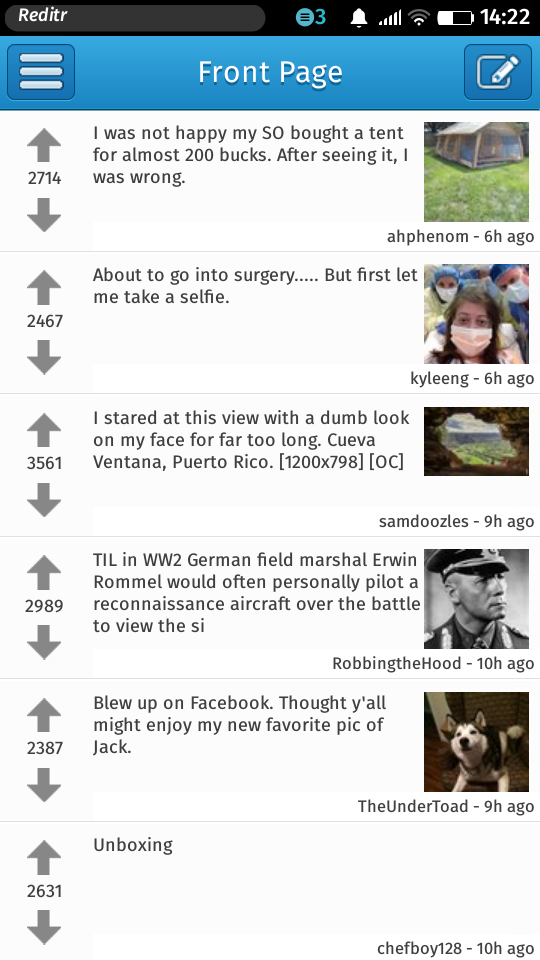 Reditr
3
14:22
Front Page
I was not happy my SO bought a tent
for almost 200 bucks. After seeing it, I
was wrong.
2714
ahphenom - 6h ago
About to go into surgery..... But first let
me take a selfie.
2467
kyleeng - 6h ago
I stared at this view with a dumb look
on my face for far too long. Cueva
Ventana, Puerto Rico. [1200x798] [OC]
3561
samdoozles - 9h ago
TIL in WW2 German field marshal Erwin
Rommel would often personally pilot a
reconnaissance aircraft over the battle
to view the si
2989
RobbingtheHood - 10h ago
Blew up on Facebook. Thought y'all
might enjoy my new favorite pic of
Jack.
2387
TheUnderToad - 9h ago
Unboxing
2631
chefboy128 - 10h ago